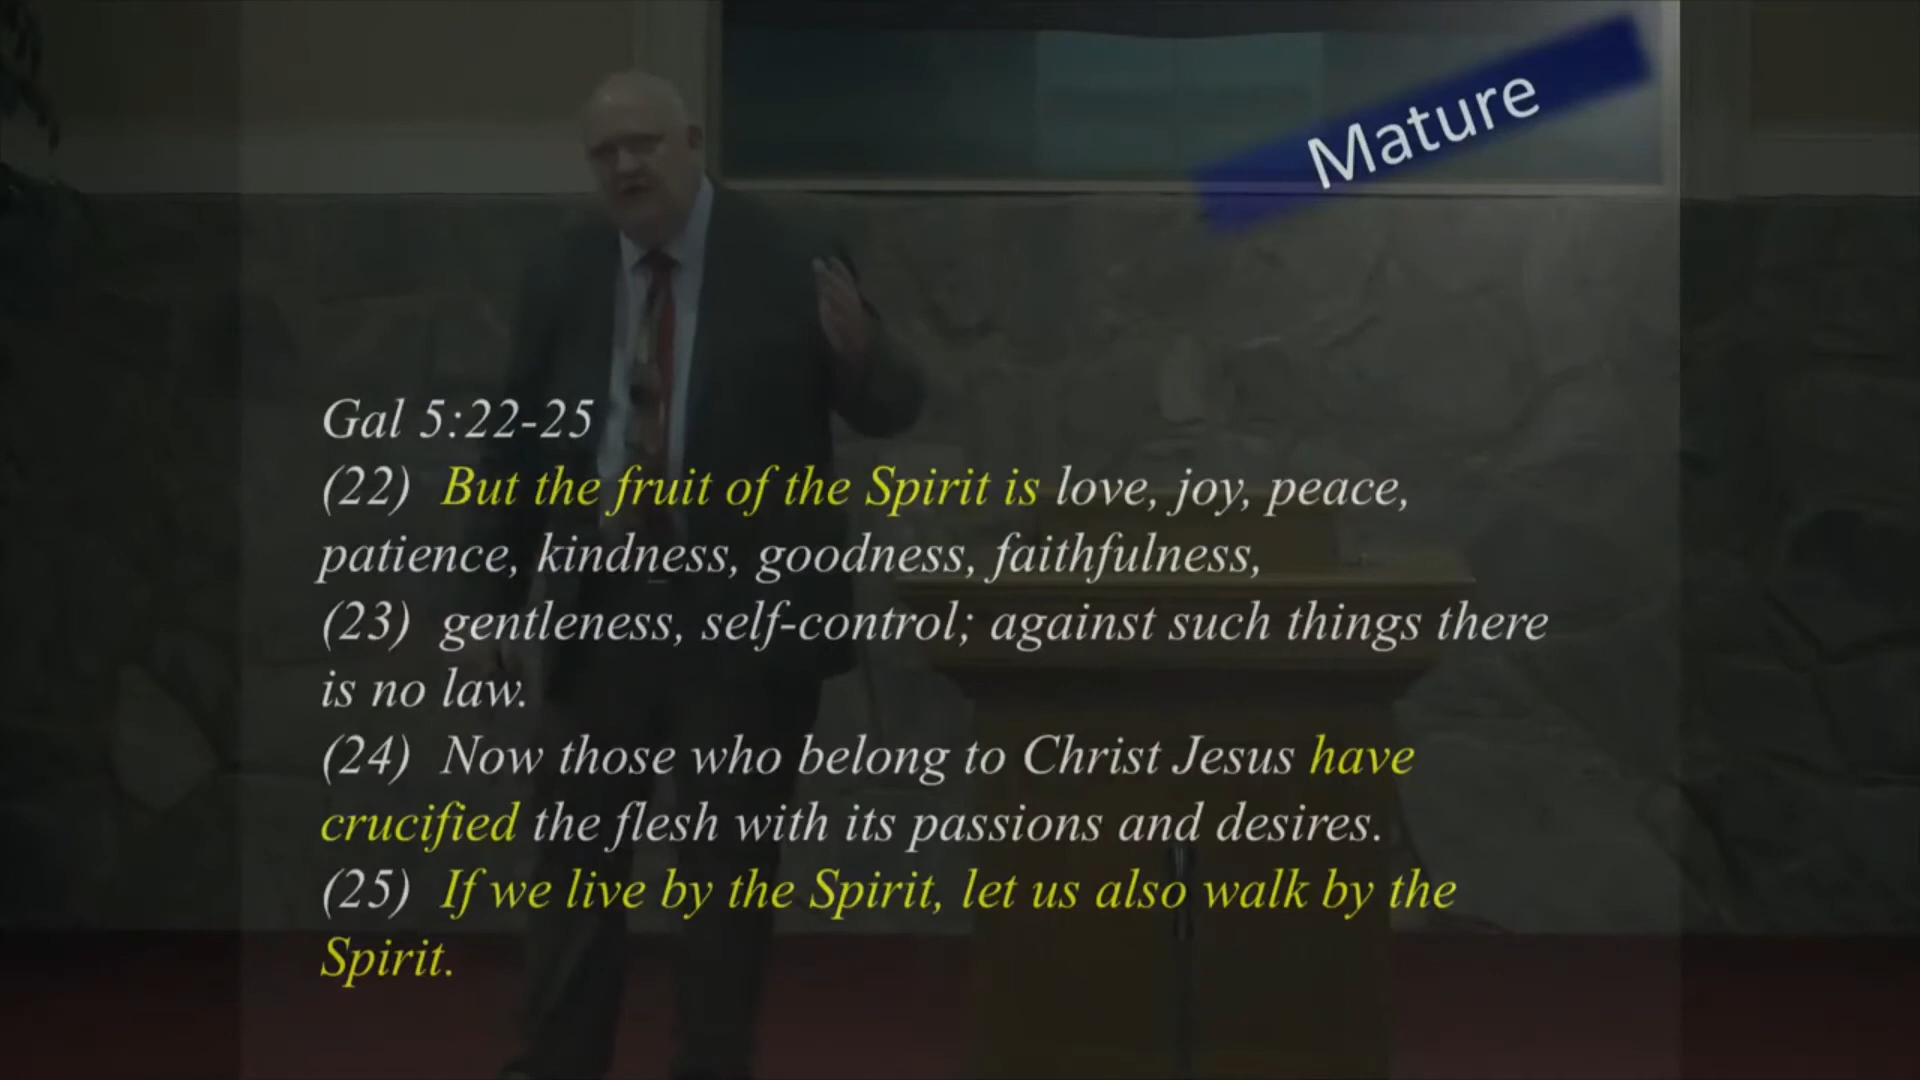 Mature
Gal 5:22-25
(22) But the fruit of the Spirit is love, joy, peace,
patience, kindness, goodness, faithfulness,
(23) gentleness, self-control; against such things there
is no law.
(24) Now those who belong to Christ Jesus have
crucified the flesh with its passions and desires.
(25) If we live by the Spirit, let us also walk by the
Spirit.